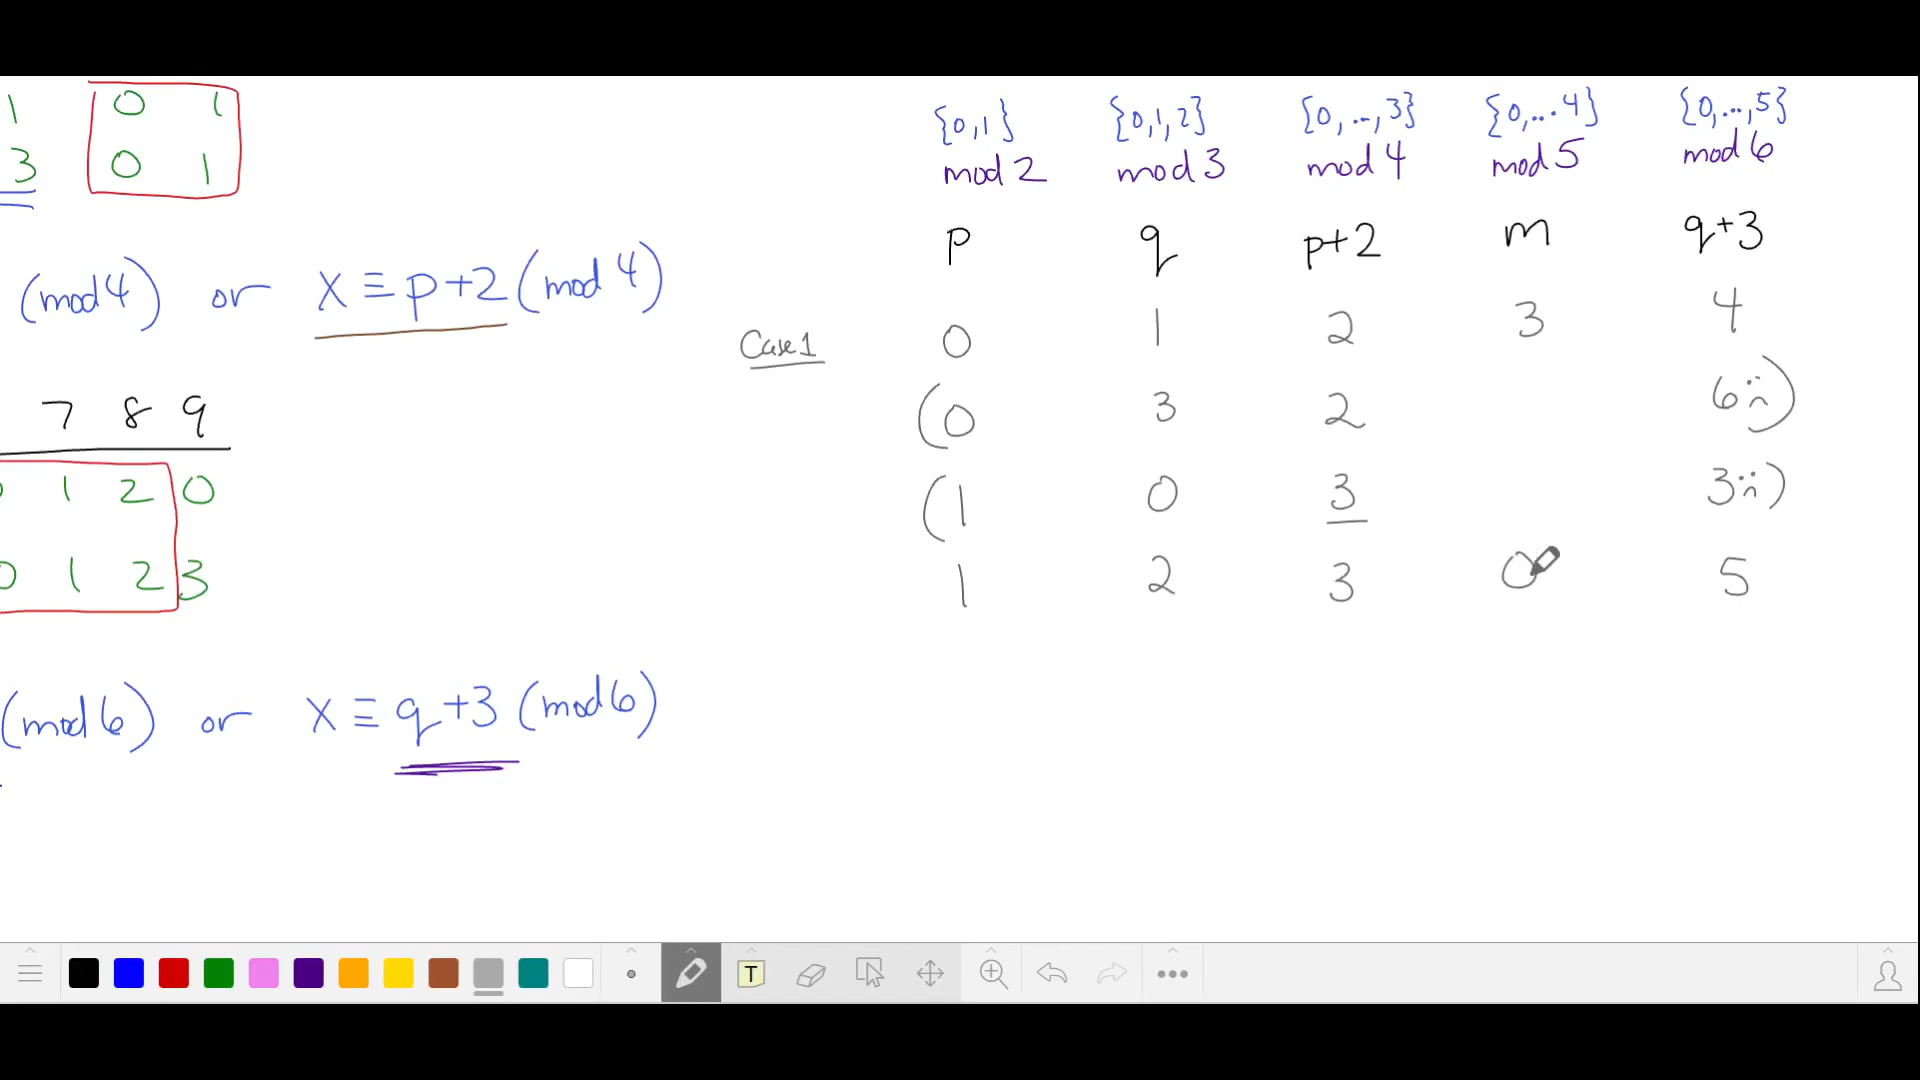 1 0 1
3 0 1
(mod 4) or x ≡ p+2 (mod 4)
7 8 9
0 1 2 0
0 1 2 3
(mod 6) or x ≡ q+3 (mod 6)
{0,1} {0,1,2} {0,...,3} {0,...4} {0,...,5}
mod 2 mod 3 mod 4 mod 5 mod 6
p q p+2 m q+3
Case 1 0 1 2 3 4
(0 3 2 6 :( )
(1 0 3 3 :( )
1 2 3 0 5
T